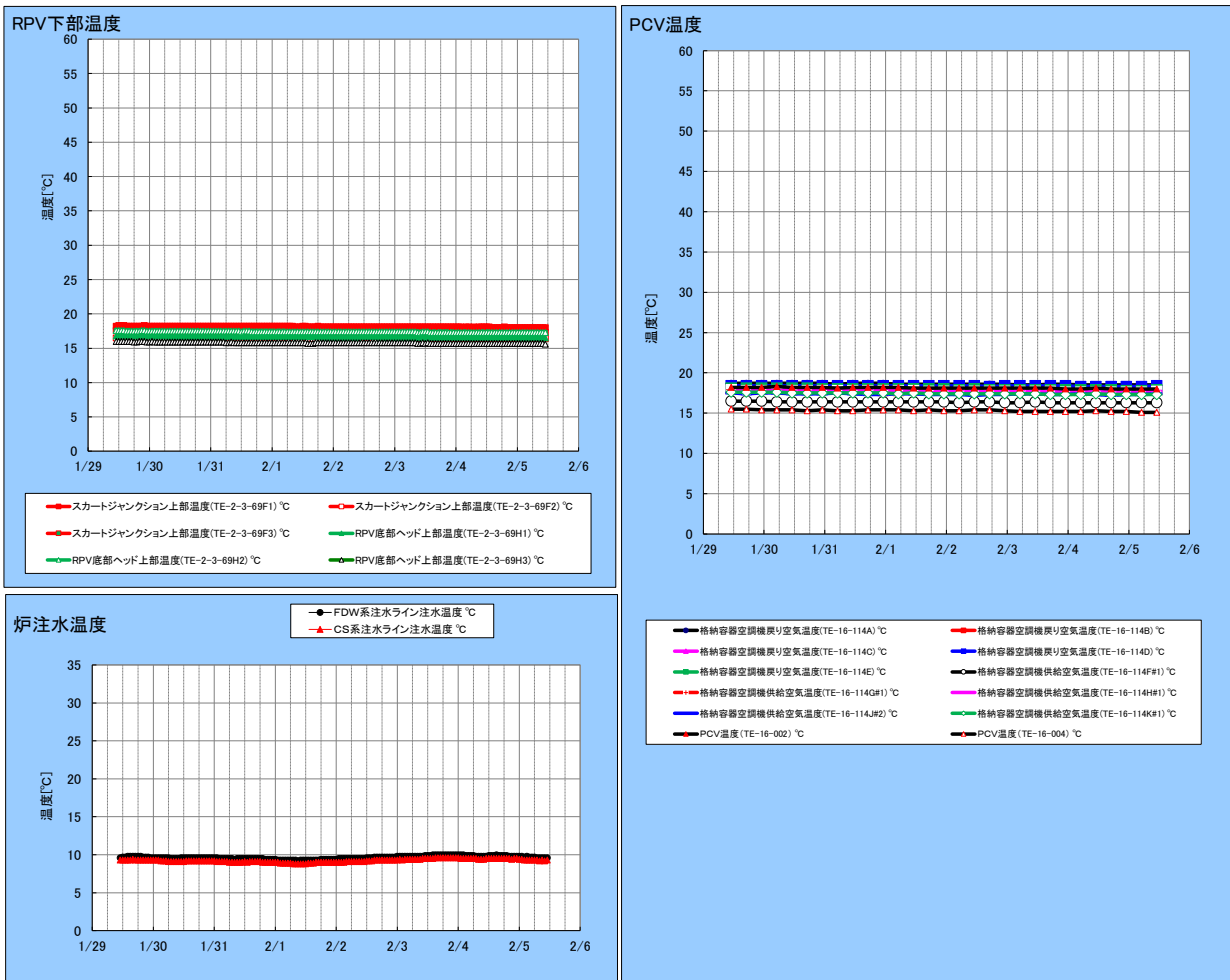 RPV下部温度
60
55
50
45
40
35
30
25
20
15
10
5
0
温度[℃]
1/29 1/30 1/31 2/1 2/2 2/3 2/4 2/5 2/6
スカートジャンクション上部温度(TE-2-3-69F1) ℃ スカートジャンクション上部温度(TE-2-3-69F2) ℃
スカートジャンクション上部温度(TE-2-3-69F3) ℃ RPV底部ヘッド上部温度(TE-2-3-69H1) ℃
RPV底部ヘッド上部温度(TE-2-3-69H2) ℃ RPV底部ヘッド上部温度(TE-2-3-69H3) ℃
炉注水温度
FDW系注水ライン注水温度 ℃
CS系注水ライン注水温度 ℃
35
30
25
20
15
10
5
0
温度[℃]
1/29 1/30 1/31 2/1 2/2 2/3 2/4 2/5 2/6
PCV温度
60
55
50
45
40
35
30
25
20
15
10
5
0
温度[℃]
1/29 1/30 1/31 2/1 2/2 2/3 2/4 2/5 2/6
格納容器空調機戻り空気温度(TE-16-114A) ℃ 格納容器空調機戻り空気温度(TE-16-114B) ℃
格納容器空調機戻り空気温度(TE-16-114C) ℃ 格納容器空調機戻り空気温度(TE-16-114D) ℃
格納容器空調機戻り空気温度(TE-16-114E) ℃ 格納容器空調機供給空気温度(TE-16-114F#1) ℃
格納容器空調機供給空気温度(TE-16-114G#1) ℃ 格納容器空調機供給空気温度(TE-16-114H#1) ℃
格納容器空調機供給空気温度(TE-16-114J#2) ℃ 格納容器空調機供給空気温度(TE-16-114K#1) ℃
PCV温度(TE-16-002) ℃ PCV温度(TE-16-004) ℃